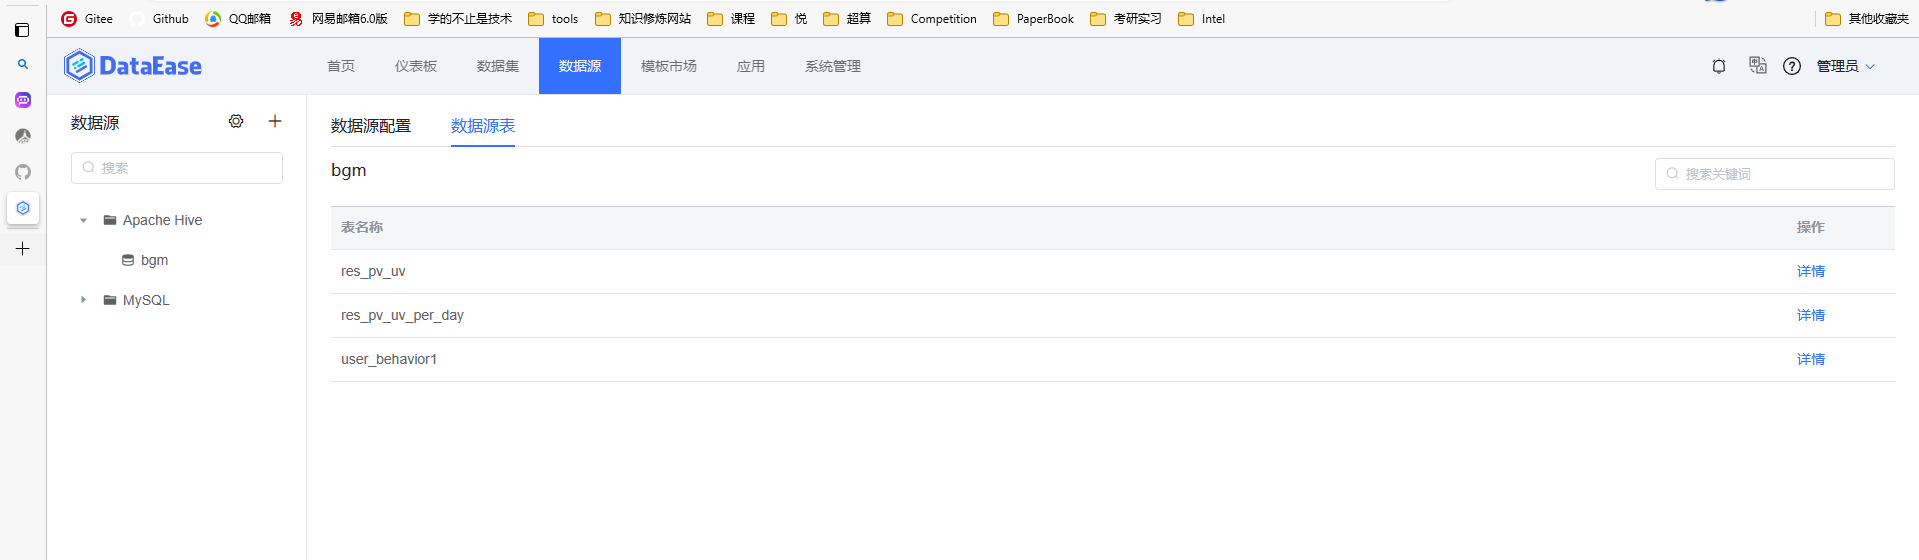 Gitee Github QQ邮箱 网易邮箱6.0版 学的不止是技术 tools 知识修炼网站 课程 悦 超算 Competition PaperBook 考研实习 Intel 其他收藏夹
DataEase 首页 仪表板 数据集 数据源 模板市场 应用 系统管理 管理员
数据源
搜索
Apache Hive
bgm
MySQL
数据源配置 数据源表
bgm 搜索关键词
表名称 操作
res_pv_uv 详情
res_pv_uv_per_day 详情
user_behavior1 详情